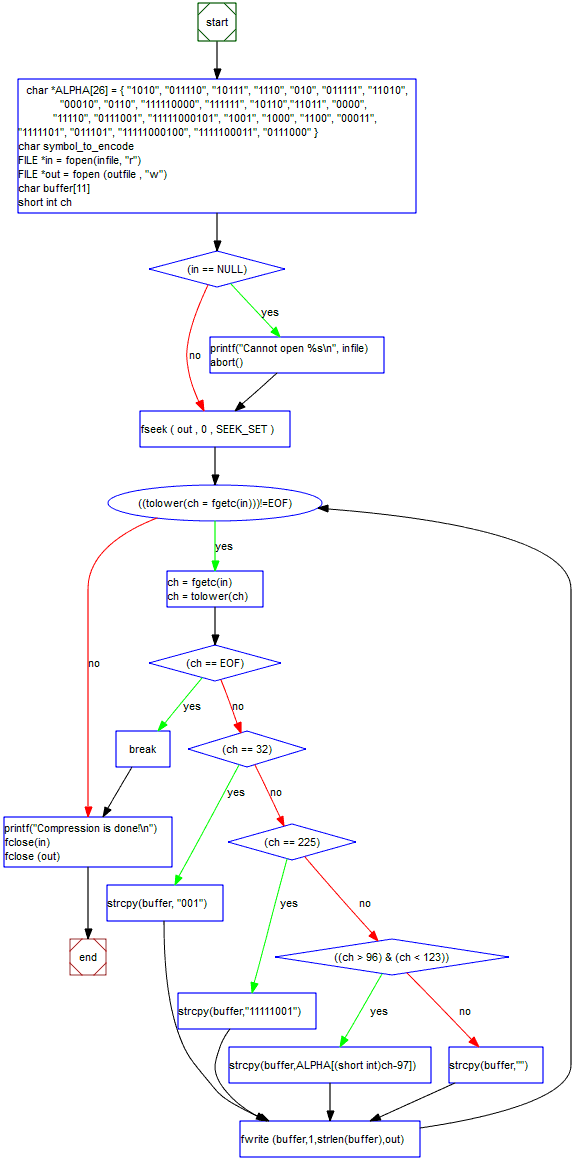 start
char *ALPHA[26] = { "1010", "011110", "10111", "1110", "010", "011111", "11010",
"00010", "0110", "111110000", "111111", "10110","11011", "0000",
"11110", "0111001", "11111000101", "1001", "1000", "1100", "00011",
"1111101", "011101", "11111000100", "1111100011", "0111000" }
char symbol_to_encode
FILE *in = fopen(infile, "r")
FILE *out = fopen (outfile , "w")
char buffer[11]
short int ch
(in == NULL)
yes
no
printf("Cannot open %s\n", infile)
abort()
fseek ( out , 0 , SEEK_SET )
((tolower(ch = fgetc(in)))!=EOF)
yes
ch = fgetc(in)
ch = tolower(ch)
no
(ch == EOF)
yes
no
break
(ch == 32)
yes
no
printf("Compression is done!\n")
fclose(in)
fclose (out)
(ch == 225)
strcpy(buffer, "001")
yes
no
end
((ch > 96) & (ch < 123))
strcpy(buffer,"11111001")
yes
no
strcpy(buffer,ALPHA[(short int)ch-97])
strcpy(buffer,"")
fwrite (buffer,1,strlen(buffer),out)